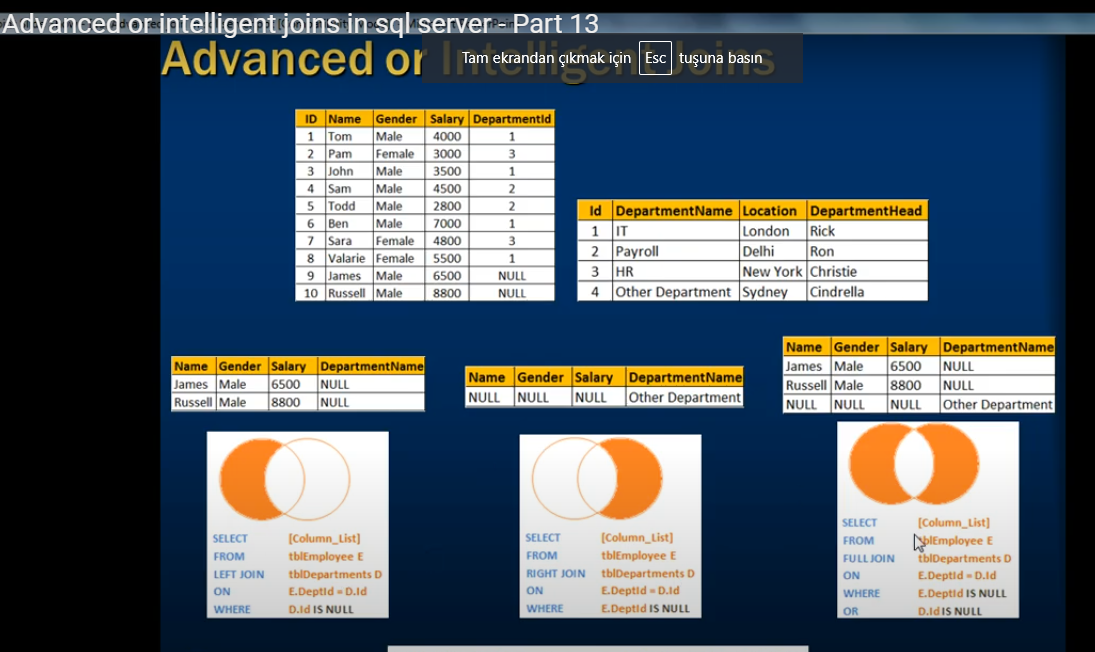 Advanced or intelligent joins in sql server - Part 13
Advanced or Intelligent Joins
Tam ekrandan çıkmak için Esc tuşuna basın
ID Name Gender Salary DepartmentId
1 Tom Male 4000 1
2 Pam Female 3000 3
3 John Male 3500 1
4 Sam Male 4500 2
5 Todd Male 2800 2
6 Ben Male 7000 1
7 Sara Female 4800 3
8 Valarie Female 5500 1
9 James Male 6500 NULL
10 Russell Male 8800 NULL
Id DepartmentName Location DepartmentHead
1 IT London Rick
2 Payroll Delhi Ron
3 HR New York Christie
4 Other Department Sydney Cindrella
Name Gender Salary DepartmentName
James Male 6500 NULL
Russell Male 8800 NULL
Name Gender Salary DepartmentName
NULL NULL NULL Other Department
Name Gender Salary DepartmentName
James Male 6500 NULL
Russell Male 8800 NULL
NULL NULL NULL Other Department
SELECT [Column_List]
FROM tblEmployee E
LEFT JOIN tblDepartments D
ON E.DeptId = D.Id
WHERE D.Id IS NULL
SELECT [Column_List]
FROM tblEmployee E
RIGHT JOIN tblDepartments D
ON E.DeptId = D.Id
WHERE E.DeptId IS NULL
SELECT [Column_List]
FROM tblEmployee E
FULL JOIN tblDepartments D
ON E.DeptId = D.Id
WHERE E.DeptId IS NULL
OR D.Id IS NULL